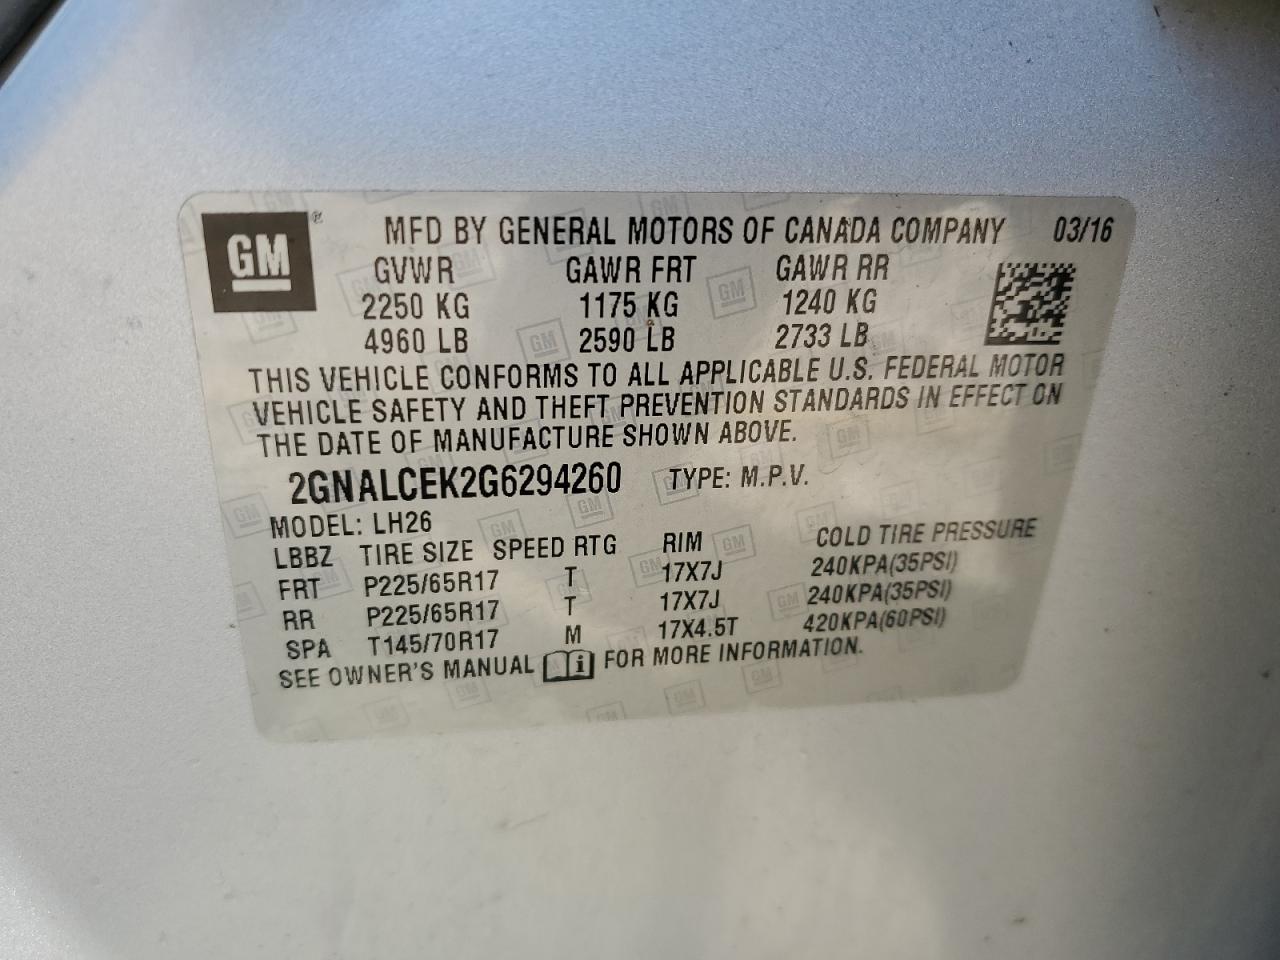 GM ® MFD BY GENERAL MOTORS OF CANADA COMPANY 03/16
GVWR GAWR FRT GAWR RR
2250 KG 1175 KG 1240 KG
4960 LB 2590 LB 2733 LB
THIS VEHICLE CONFORMS TO ALL APPLICABLE U.S. FEDERAL MOTOR
VEHICLE SAFETY AND THEFT PREVENTION STANDARDS IN EFFECT ON
THE DATE OF MANUFACTURE SHOWN ABOVE.
2GNALCEK2G6294260 TYPE: M.P.V.
MODEL: LH26
LBBZ TIRE SIZE SPEED RTG RIM COLD TIRE PRESSURE
FRT P225/65R17 T 17X7J 240KPA(35PSI)
RR P225/65R17 T 17X7J 240KPA(35PSI)
SPA T145/70R17 M 17X4.5T 420KPA(60PSI)
SEE OWNER'S MANUAL i FOR MORE INFORMATION.